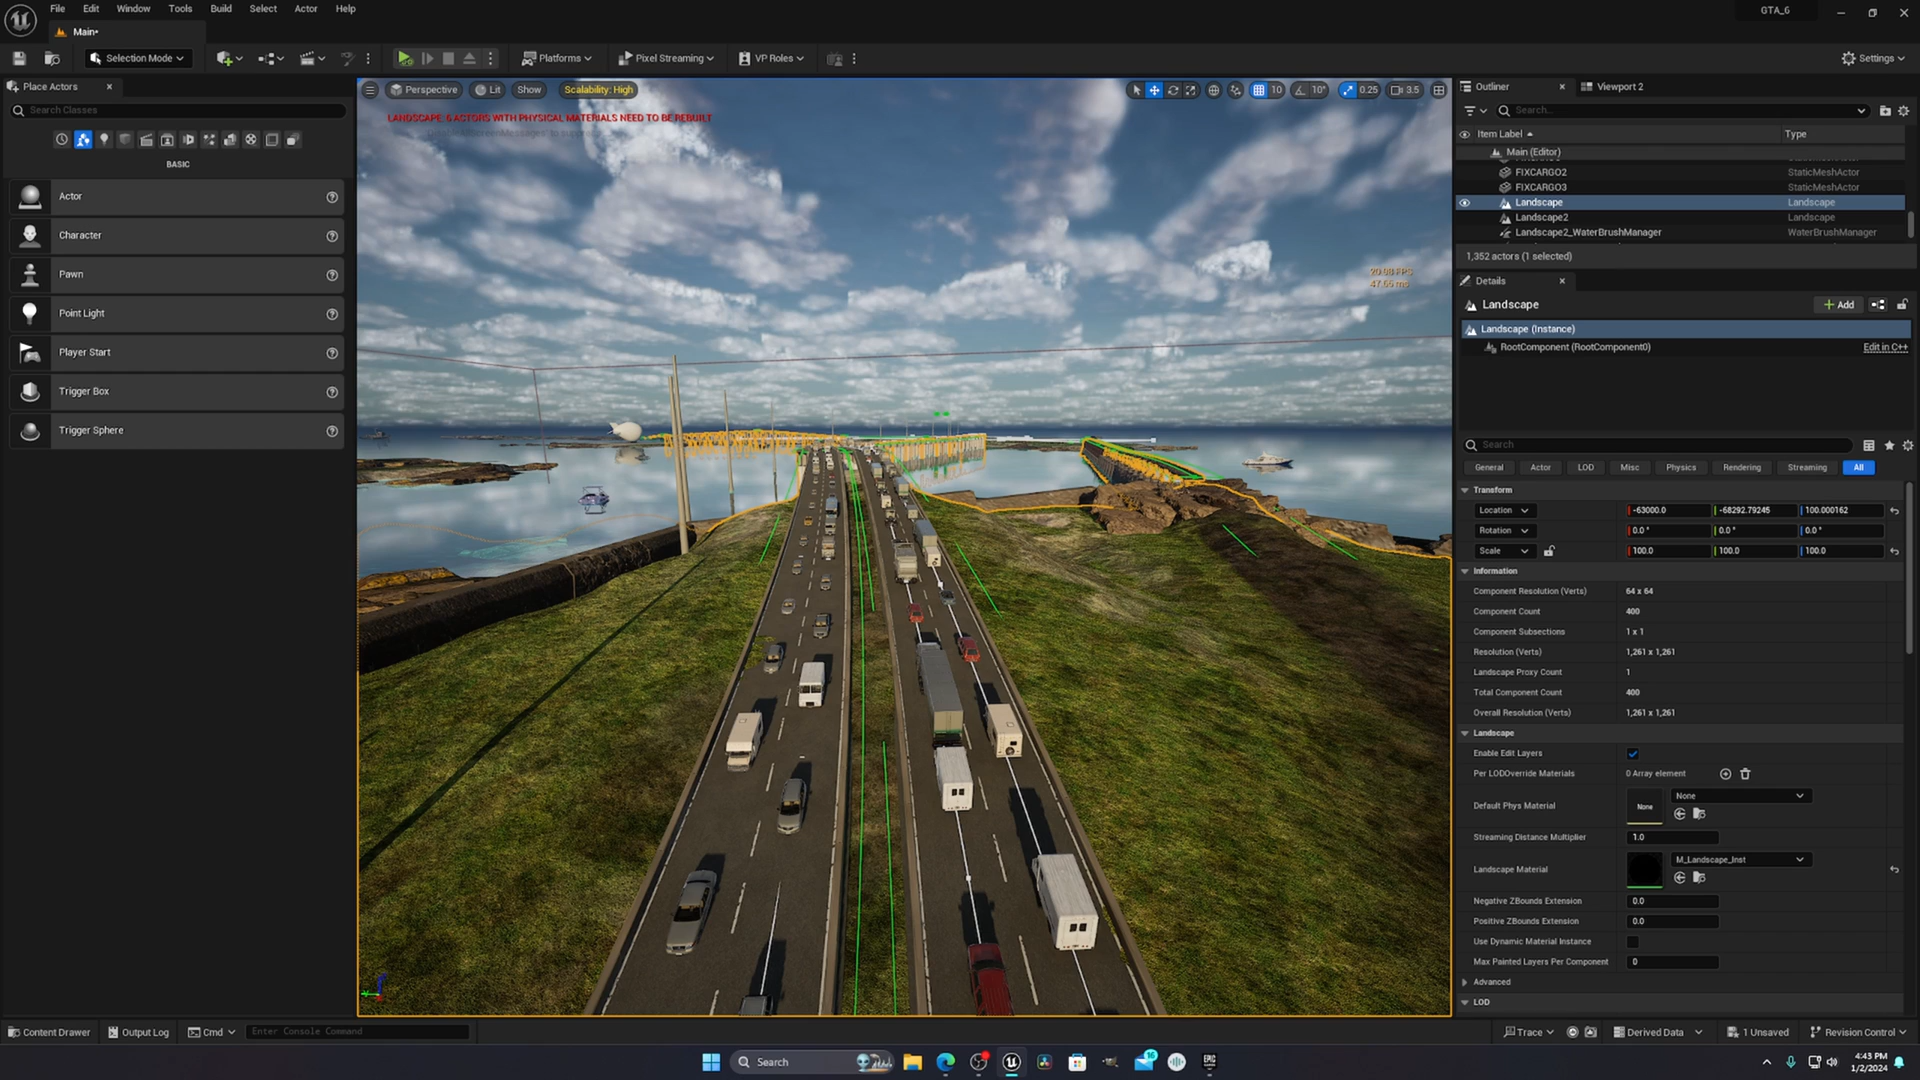 File Edit Window Tools Build Select Actor Help
GTA_6
Main•
Selection Mode
Platforms
Pixel Streaming
VP Roles
Settings
Place Actors
Search Classes
BASIC
Actor
Character
Pawn
Point Light
Player Start
Trigger Box
Trigger Sphere
Perspective
Lit
Show
Scalability: High
10
10°
0.25
3.5
LANDSCAPE: 6 ACTORS WITH PHYSICAL MATERIALS NEED TO BE REBUILT
'DisableAllScreenMessages' to suppress
Outliner
Viewport 2
Search...
Item Label
Type
Main (Editor)
FIXCARGO2 StaticMeshActor
FIXCARGO3 StaticMeshActor
Landscape Landscape
Landscape2 Landscape
Landscape2_WaterBrushManager WaterBrushManager
1,352 actors (1 selected)
Details
Landscape
Add
Landscape (Instance)
RootComponent (RootComponent0)
Edit in C++
Search
General Actor LOD Misc Physics Rendering Streaming All
Transform
Location -63000.0 -68292.79245 100.000162
Rotation 0.0° 0.0° 0.0°
Scale 100.0 100.0 100.0
Information
Component Resolution (Verts) 64 x 64
Component Count 400
Component Subsections 1 x 1
Resolution (Verts) 1,261 x 1,261
Landscape Proxy Count 1
Total Component Count 400
Overall Resolution (Verts) 1,261 x 1,261
Landscape
Enable Edit Layers
Per LODOverride Materials 0 Array element
Default Phys Material None None
Streaming Distance Multiplier 1.0
Landscape Material M_Landscape_Inst
Negative ZBounds Extension 0.0
Positive ZBounds Extension 0.0
Use Dynamic Material Instance
Max Painted Layers Per Component 0
Advanced
LOD
Content Drawer
Output Log
Cmd
Enter Console Command
Trace
Derived Data
1 Unsaved
Revision Control
Search
16
EPIC
4:43 PM
1/2/2024